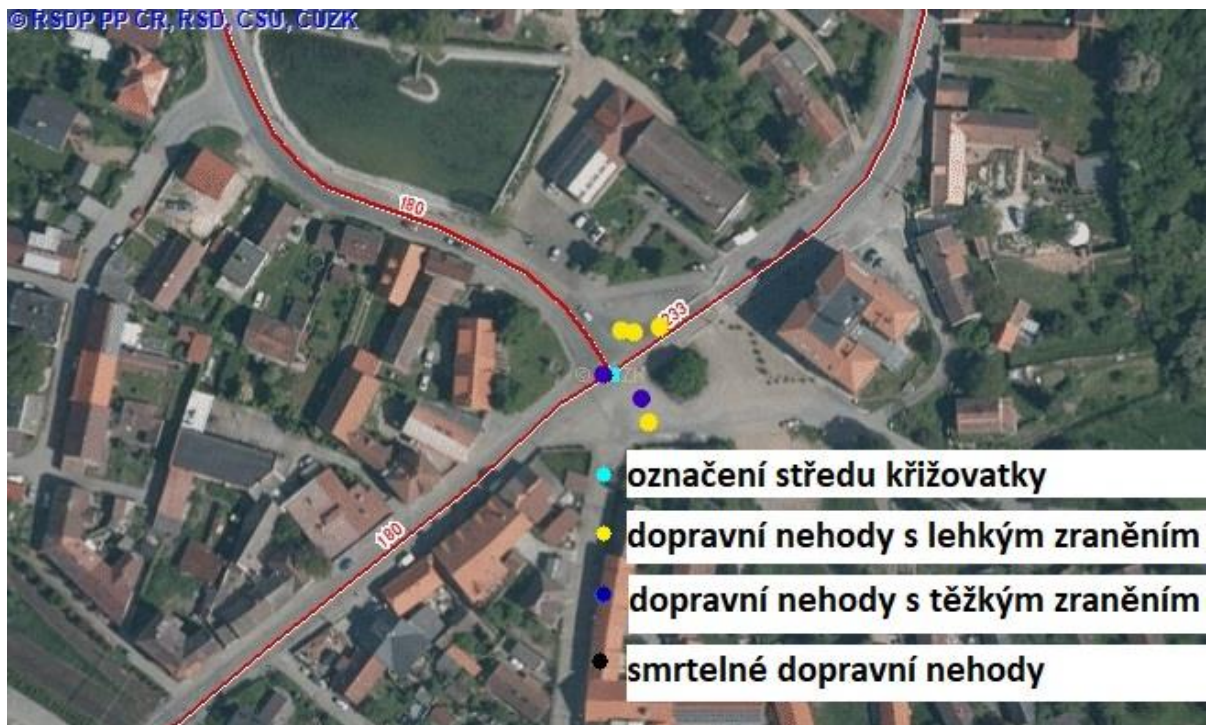 © RSDP PP CR, RSD, CSU, CUZK
180
233
180
označení středu křižovatky
dopravní nehody s lehkým zraněním
dopravní nehody s těžkým zraněním
smrtelné dopravní nehody